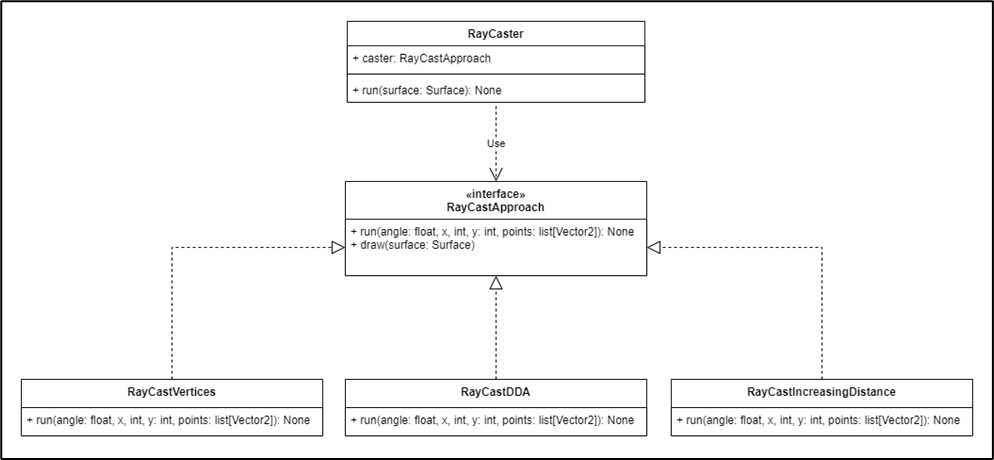 RayCaster
+ caster: RayCastApproach
+ run(surface: Surface): None
Use
«interface»
RayCastApproach
+ run(angle: float, x, int, y: int, points: list[Vector2]): None
+ draw(surface: Surface)
RayCastVertices
+ run(angle: float, x, int, y: int, points: list[Vector2]): None
RayCastDDA
+ run(angle: float, x, int, y: int, points: list[Vector2]): None
RayCastIncreasingDistance
+ run(angle: float, x, int, y: int, points: list[Vector2]): None